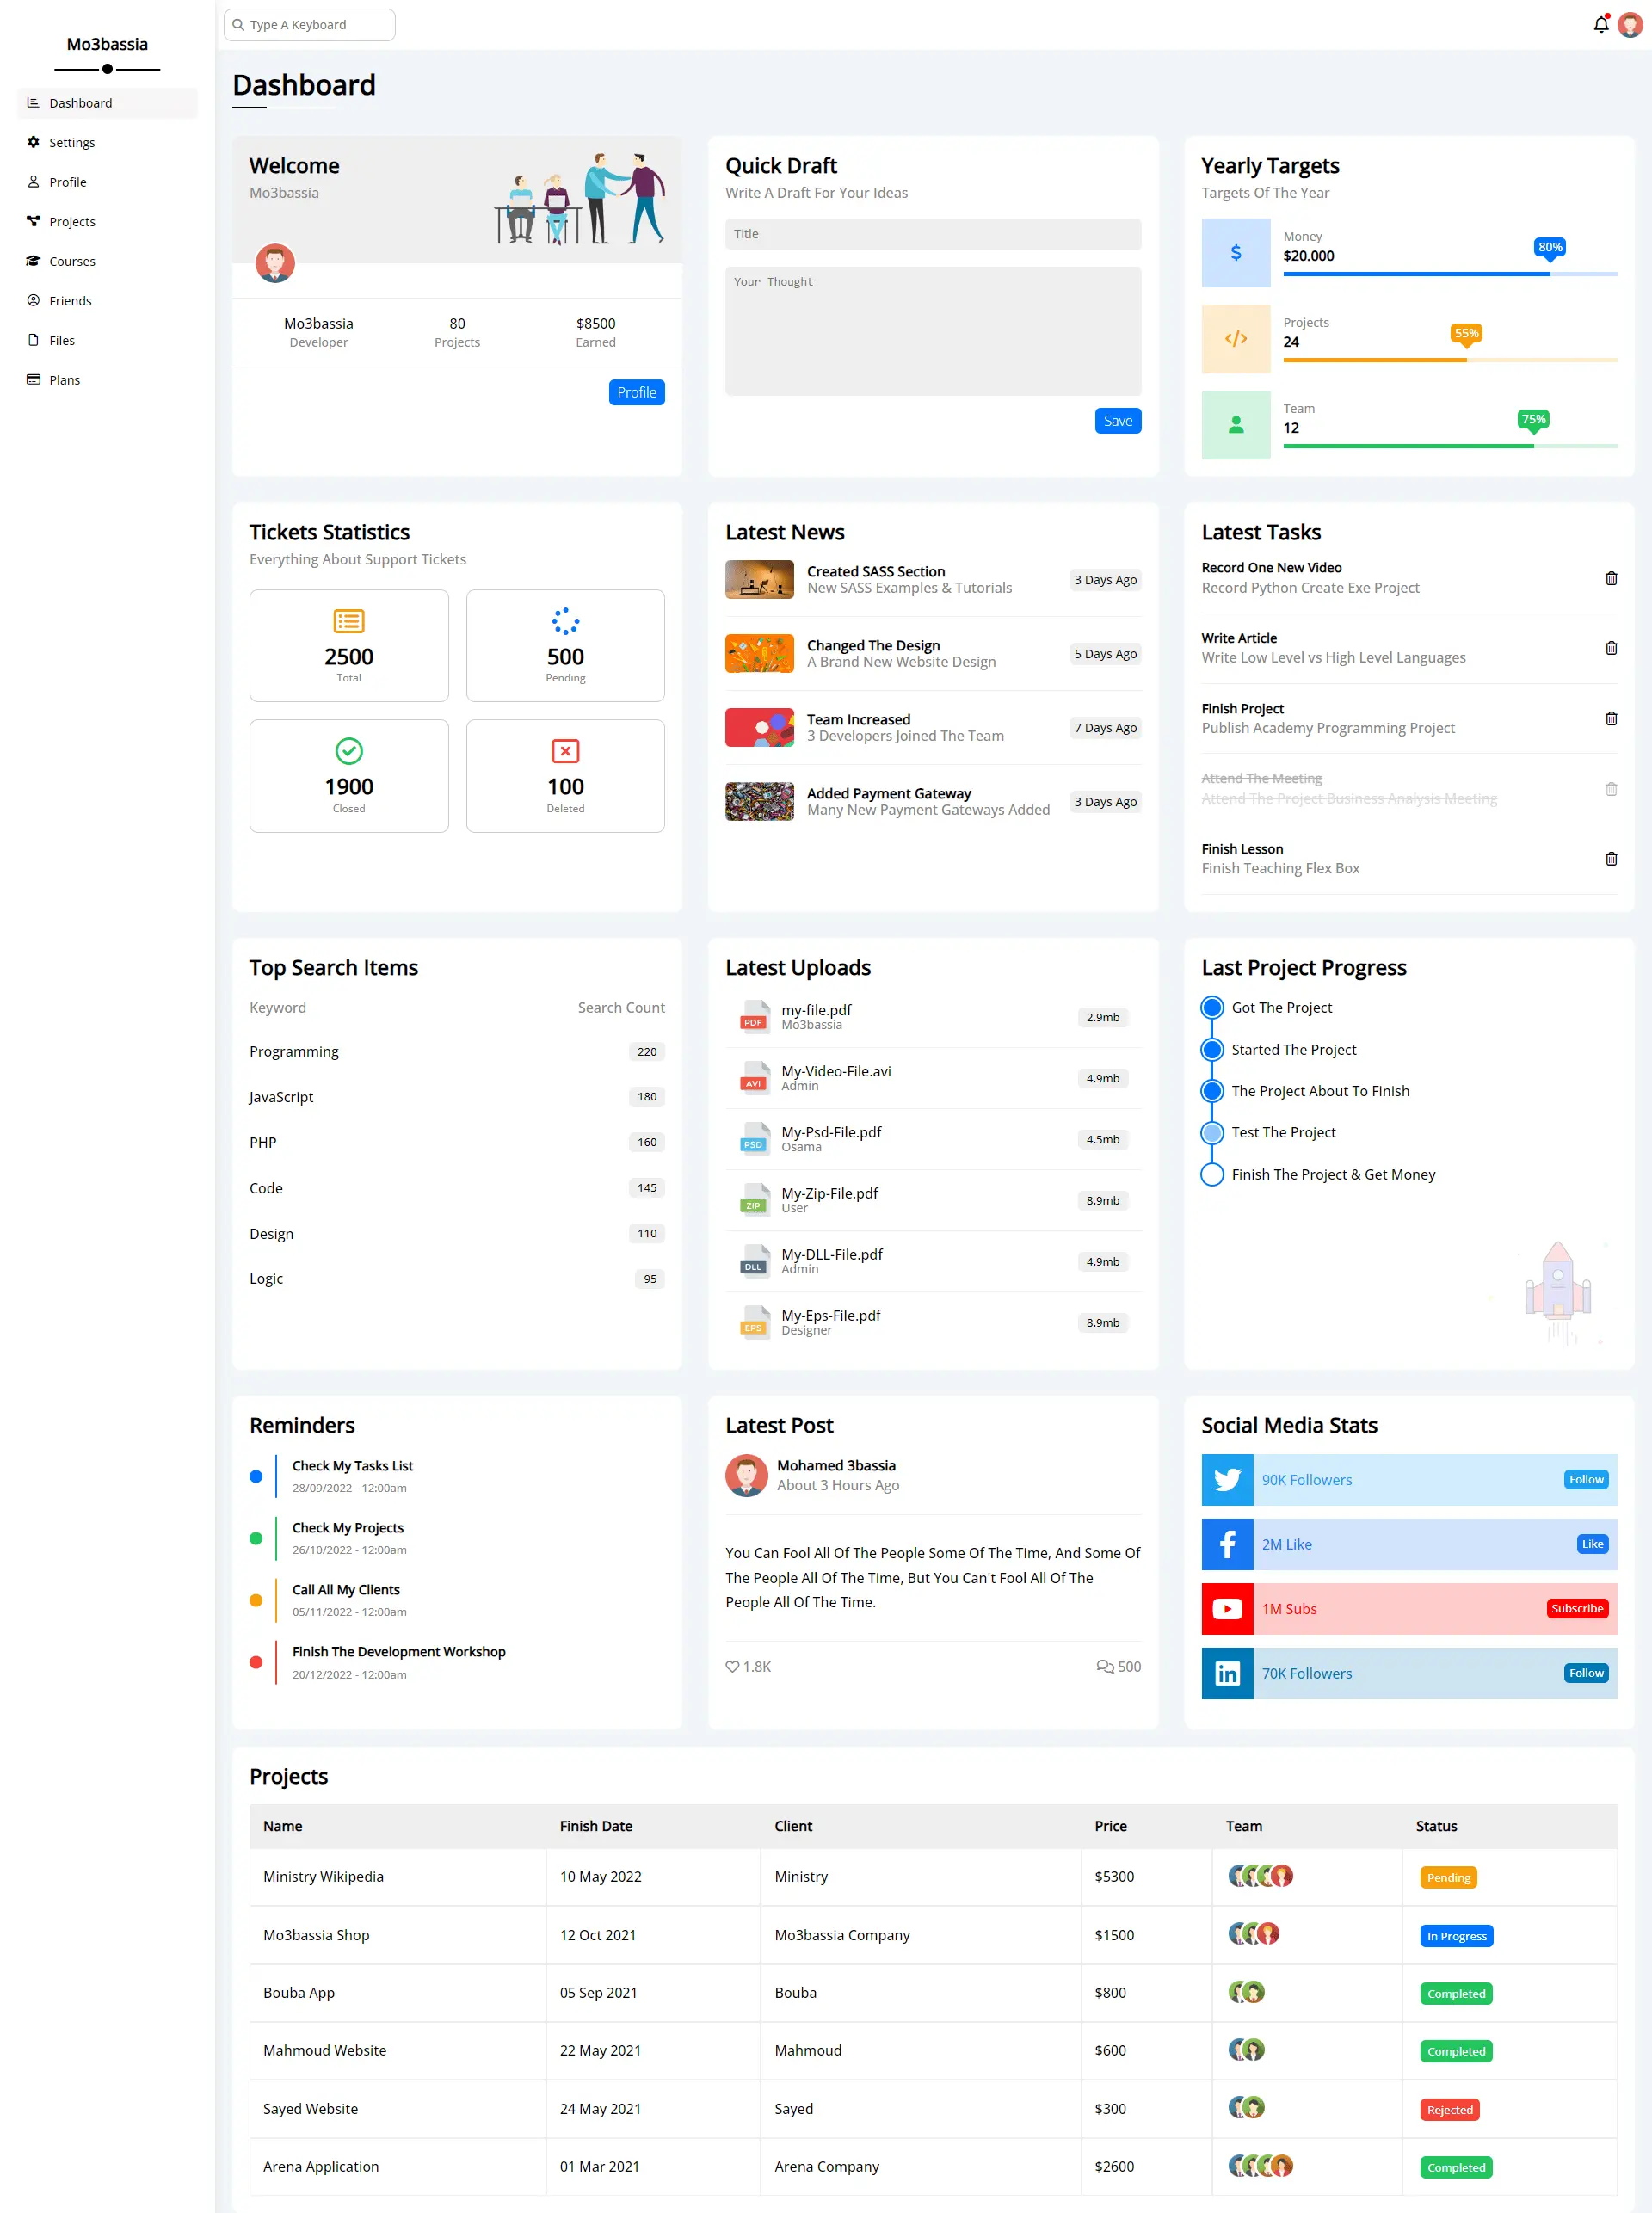 Mo3bassia
Dashboard
Settings
Profile
Projects
Courses
Friends
Files
Plans
Type A Keyboard
Dashboard
Welcome
Mo3bassia
Mo3bassia
Developer
80
Projects
$8500
Earned
Profile
Quick Draft
Write A Draft For Your Ideas
Title
Your Thought
Save
Yearly Targets
Targets Of The Year
Money
$20.000
80%
Projects
24
55%
Team
12
75%
Tickets Statistics
Everything About Support Tickets
2500
Total
500
Pending
1900
Closed
100
Deleted
Latest News
Created SASS Section
New SASS Examples & Tutorials
3 Days Ago
Changed The Design
A Brand New Website Design
5 Days Ago
Team Increased
3 Developers Joined The Team
7 Days Ago
Added Payment Gateway
Many New Payment Gateways Added
3 Days Ago
Latest Tasks
Record One New Video
Record Python Create Exe Project
Write Article
Write Low Level vs High Level Languages
Finish Project
Publish Academy Programming Project
Attend The Meeting
Attend The Project Business Analysis Meeting
Finish Lesson
Finish Teaching Flex Box
Top Search Items
Keyword Search Count
Programming 220
JavaScript 180
PHP 160
Code 145
Design 110
Logic 95
Latest Uploads
PDF
my-file.pdf
Mo3bassia
2.9mb
AVI
My-Video-File.avi
Admin
4.9mb
PSD
My-Psd-File.pdf
Osama
4.5mb
ZIP
My-Zip-File.pdf
User
8.9mb
DLL
My-DLL-File.pdf
Admin
4.9mb
EPS
My-Eps-File.pdf
Designer
8.9mb
Last Project Progress
Got The Project
Started The Project
The Project About To Finish
Test The Project
Finish The Project & Get Money
Reminders
Check My Tasks List
28/09/2022 - 12:00am
Check My Projects
26/10/2022 - 12:00am
Call All My Clients
05/11/2022 - 12:00am
Finish The Development Workshop
20/12/2022 - 12:00am
Latest Post
Mohamed 3bassia
About 3 Hours Ago
You Can Fool All Of The People Some Of The Time, And Some Of
The People All Of The Time, But You Can't Fool All Of The
People All Of The Time.
1.8K 500
Social Media Stats
90K Followers Follow
2M Like Like
1M Subs Subscribe
70K Followers Follow
Projects
Name Finish Date Client Price Team Status
Ministry Wikipedia 10 May 2022 Ministry $5300 Pending
Mo3bassia Shop 12 Oct 2021 Mo3bassia Company $1500 In Progress
Bouba App 05 Sep 2021 Bouba $800 Completed
Mahmoud Website 22 May 2021 Mahmoud $600 Completed
Sayed Website 24 May 2021 Sayed $300 Rejected
Arena Application 01 Mar 2021 Arena Company $2600 Completed